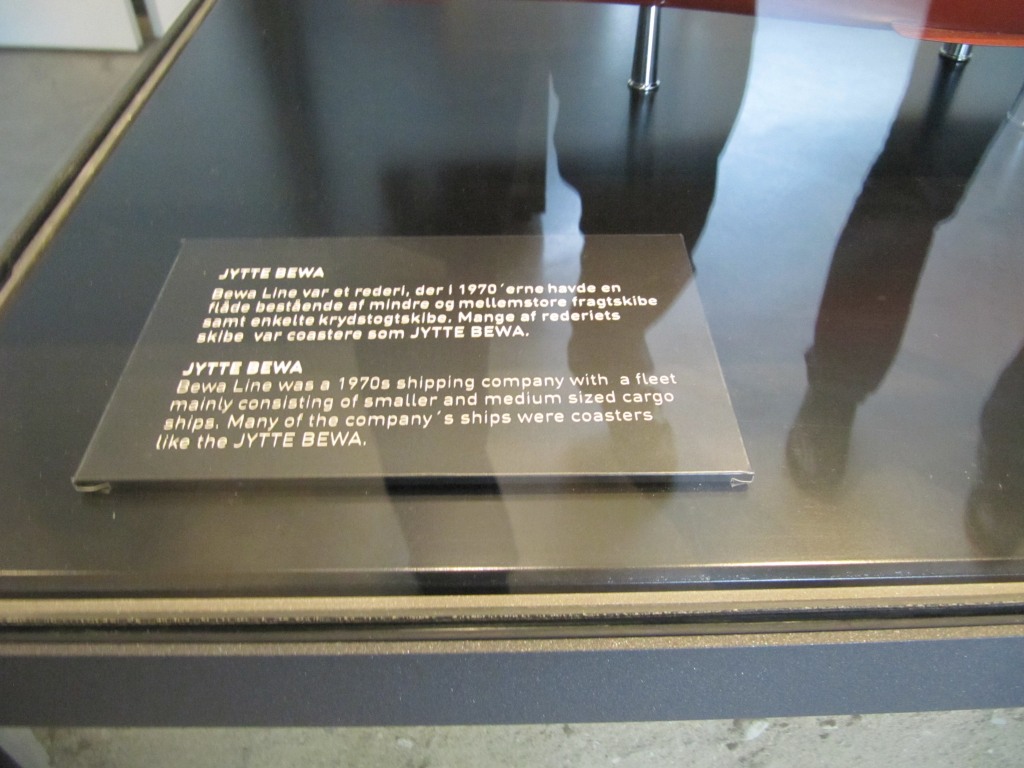 JYTTE BEWA
Bewa Line var et rederi, der i 1970´erne havde en
flåde bestående af mindre og mellemstore fragtskibe
samt enkelte krydstogtskibe. Mange af rederiets
skibe var coastere som JYTTE BEWA.
JYTTE BEWA
Bewa Line was a 1970s shipping company with a fleet
mainly consisting of smaller and medium sized cargo
ships. Many of the company´s ships were coasters
like the JYTTE BEWA.